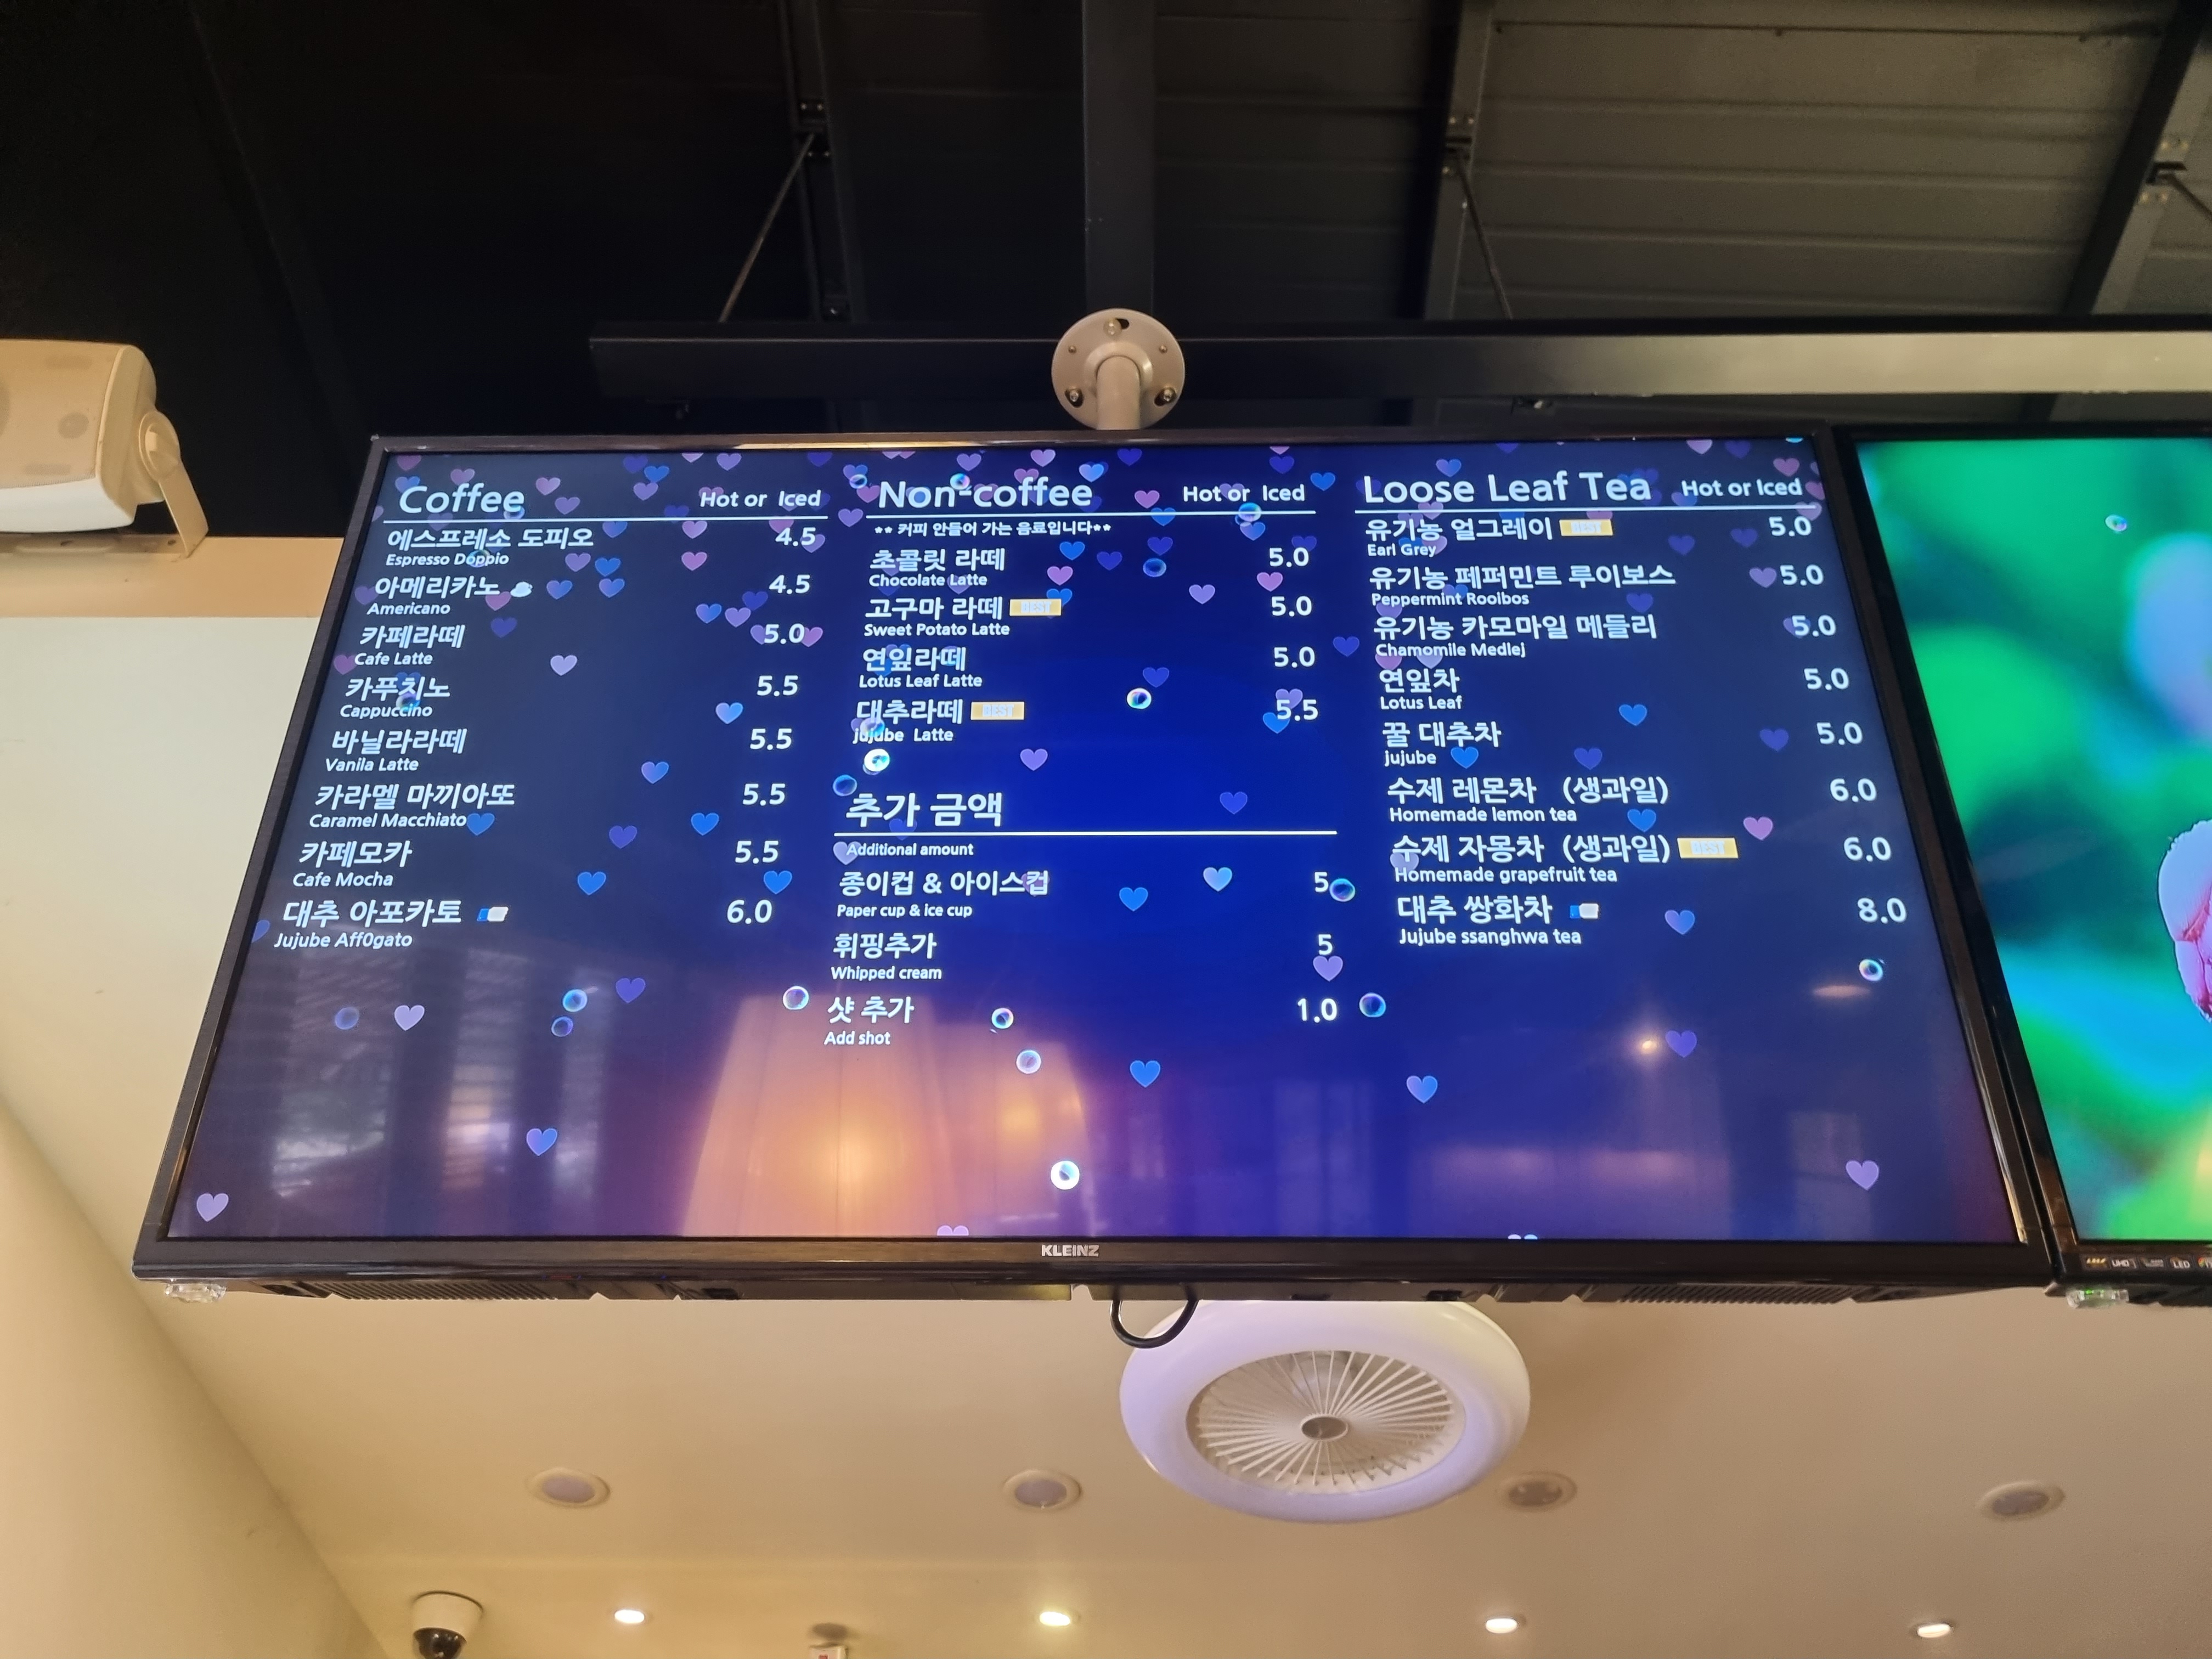 Coffee Hot or Iced
에스프레소 도피오 4.5
Espresso Doppio
아메리카노 4.5
Americano
카페라떼 5.0
Cafe Latte
카푸치노 5.5
Cappuccino
바닐라라떼 5.5
Vanila Latte
카라멜 마끼아또 5.5
Caramel Macchiato
카페모카 5.5
Cafe Mocha
대추 아포카토 6.0
Jujube Aff0gato
Non-coffee Hot or Iced
** 커피 안들어 가는 음료입니다**
초콜릿 라떼 5.0
Chocolate Latte
고구마 라떼 5.0
Sweet Potato Latte
연잎라떼 5.0
Lotus Leaf Latte
대추라떼 5.5
jujube Latte
추가 금액
Additional amount
종이컵 & 아이스컵 5
Paper cup & ice cup
휘핑추가 5
Whipped cream
샷 추가 1.0
Add shot
Loose Leaf Tea Hot or Iced
유기농 얼그레이 5.0
Earl Grey
유기농 페퍼민트 루이보스 5.0
Peppermint Rooibos
유기농 카모마일 메들리 5.0
Chamomile Medlej
연잎차 5.0
Lotus Leaf
꿀 대추차 5.0
jujube
수제 레몬차 (생과일) 6.0
Homemade lemon tea
수제 자몽차 (생과일) 6.0
Homemade grapefruit tea
대추 쌍화차 8.0
Jujube ssanghwa tea
KLEINZ
UHD
LED